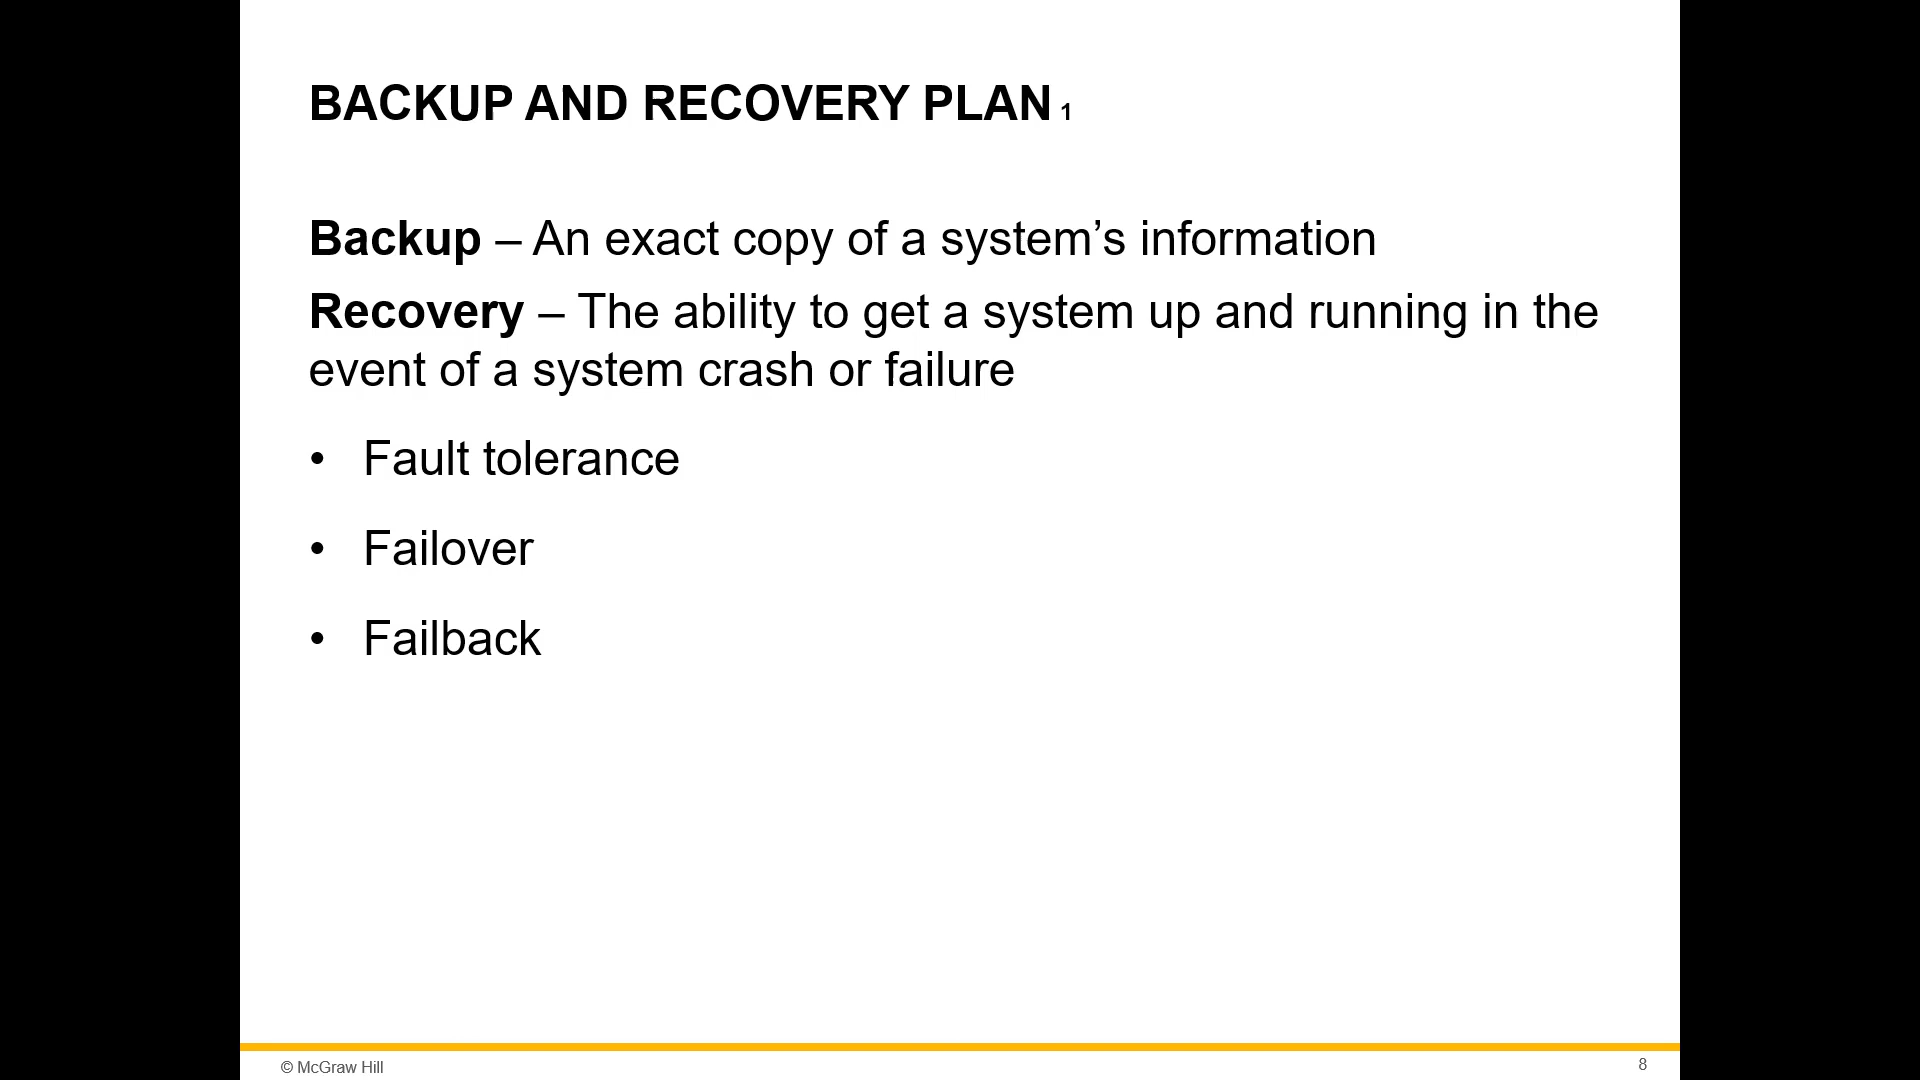 BACKUP AND RECOVERY PLAN 1
Backup – An exact copy of a system’s information
Recovery – The ability to get a system up and running in the
event of a system crash or failure
• Fault tolerance
• Failover
• Failback
© McGraw Hill
8